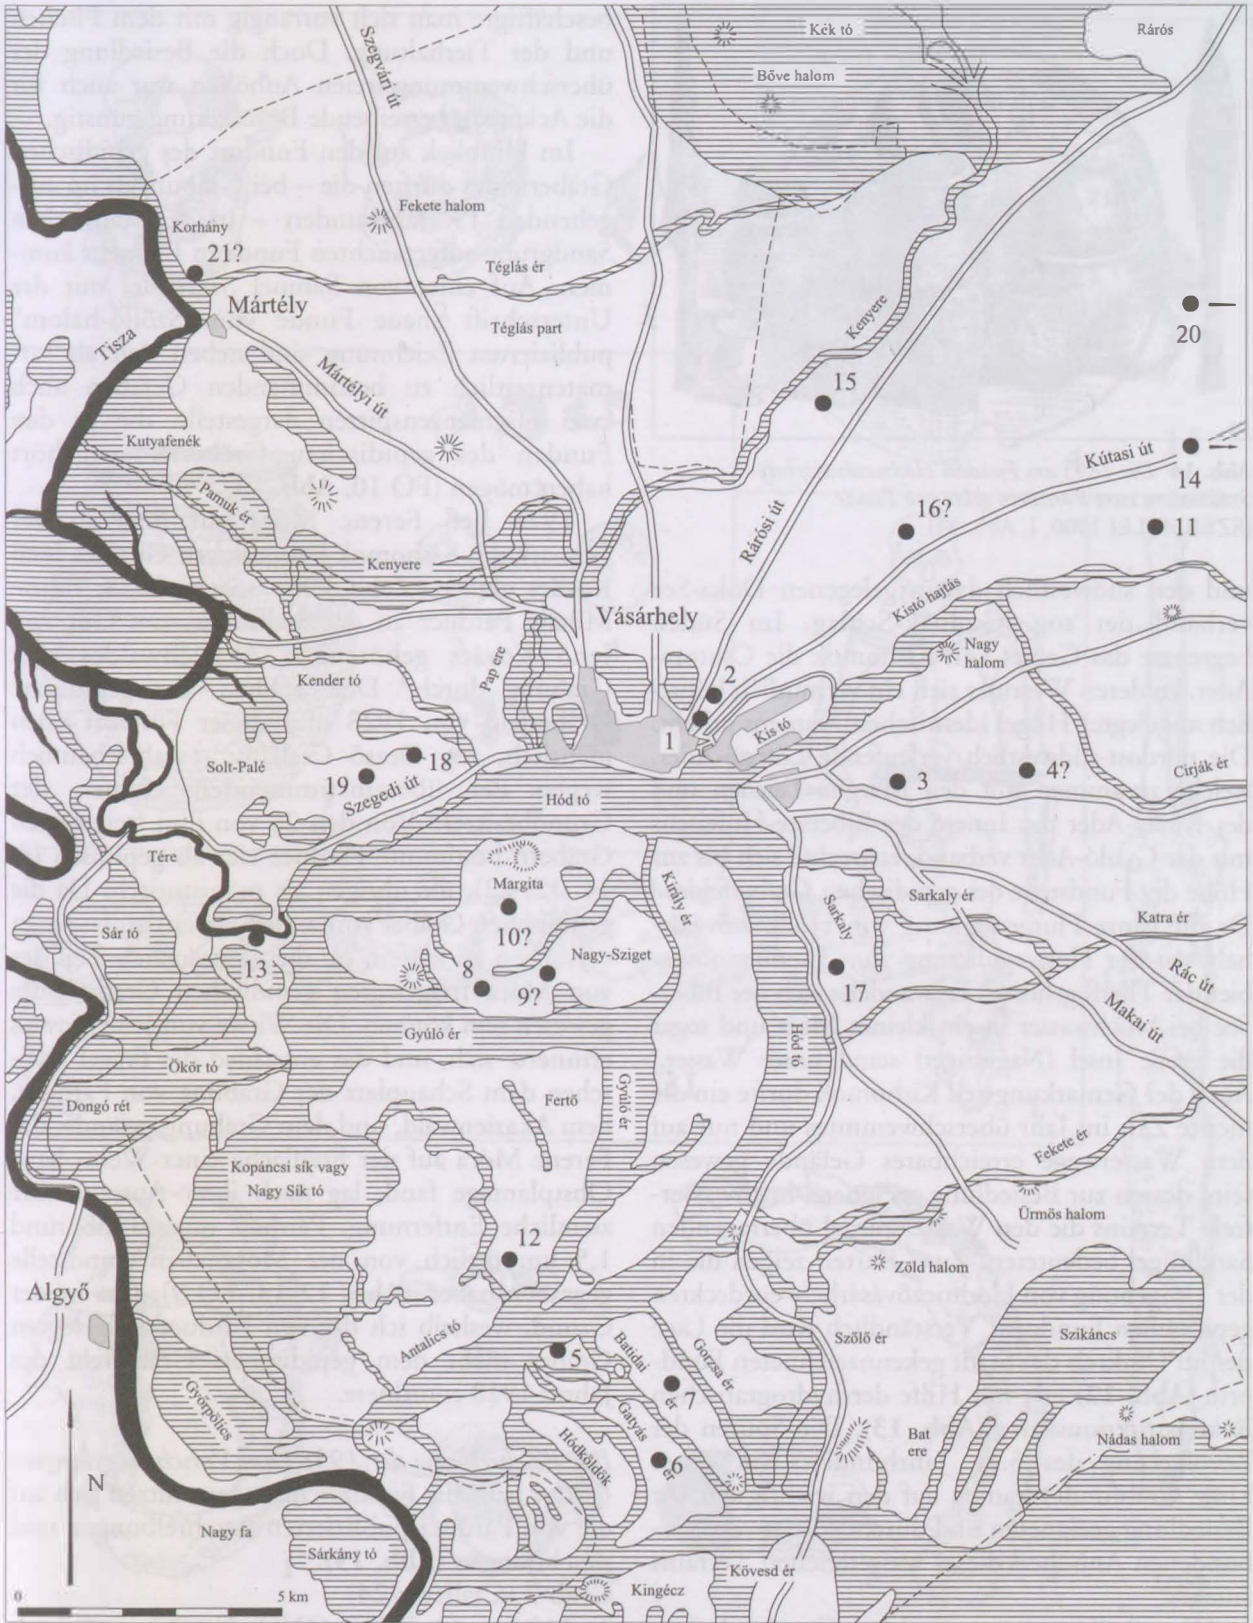 Kék tó
Rárós
Szegvári út
Bőve halom
Fekete halom
Korhány
21?
Téglás ér
Mártély
Tisza
Téglás part
Kenyere
20
Mártélyi út
15
Kutyafenék
Kútasi út
14
Pamuk ér
16?
11
Rárósi út
Kenyere
Kistó hajtás
Vásárhely
Nagy
halom
Pap ere
Kender tó
2
1
Kis tó
Solt-Palé
18
19
Szegedi út
Hód tó
3
4?
Cirják ér
Tére
Margita
Király ér
Sarkaly
Sarkaly ér
Katra ér
Sár tó
10?
Nagy-Sziget
13
8
9?
17
Rác út
Makai út
Gyúló ér
Hód tó
Ökör tó
Dongó rét
Fertő
Gyúló ér
Fekete ér
Kopáncsi sík vagy
Nagy Sík tó
Ürmös halom
12
Zöld halom
Algyő
Antalics tó
Szőlő ér
Szikáncs
5
Batidai ér
Gorzsa ér
7
Györpölics
Hódköldök
Gatyás ér
6
Bat
ere
Nádas halom
N
Nagy fa
Sárkány tó
Kövesd ér
Kingécz
0
5 km